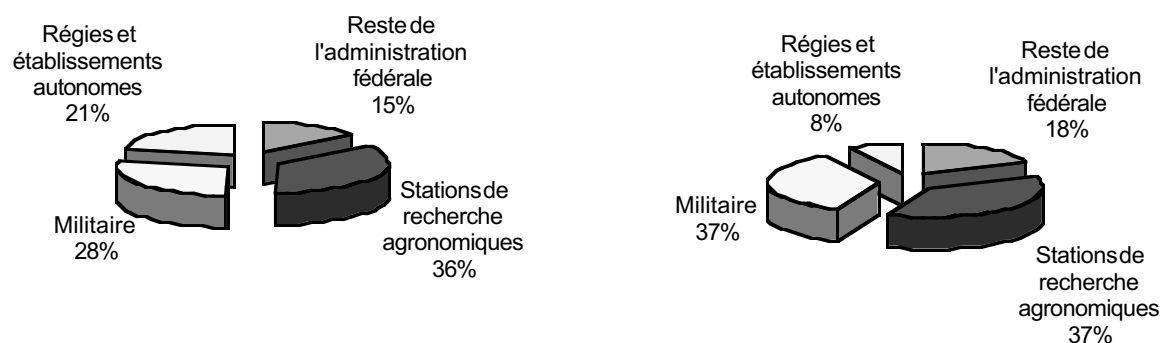 Régies et
établissements
autonomes
21%
Reste de
l'administration
fédérale
15%
Militaire
28%
Stations de
recherche
agronomiques
36%
Régies et
établissements
autonomes
8%
Reste de
l'administration
fédérale
18%
Militaire
37%
Stations de
recherche
agronomiques
37%